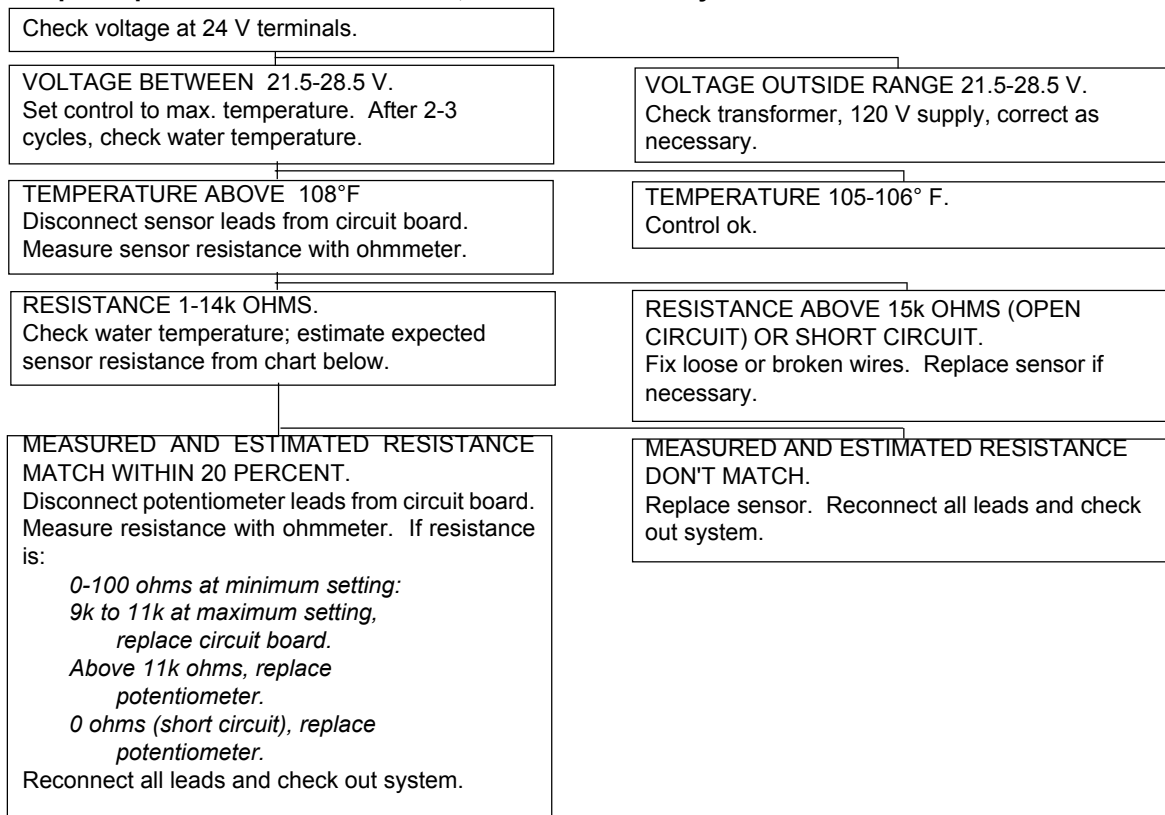 Check voltage at 24 V terminals.
VOLTAGE BETWEEN 21.5-28.5 V.
Set control to max. temperature. After 2-3
cycles, check water temperature.
VOLTAGE OUTSIDE RANGE 21.5-28.5 V.
Check transformer, 120 V supply, correct as
necessary.
TEMPERATURE ABOVE 108°F
Disconnect sensor leads from circuit board.
Measure sensor resistance with ohmmeter.
TEMPERATURE 105-106° F.
Control ok.
RESISTANCE 1-14k OHMS.
Check water temperature; estimate expected
sensor resistance from chart below.
RESISTANCE ABOVE 15k OHMS (OPEN
CIRCUIT) OR SHORT CIRCUIT.
Fix loose or broken wires. Replace sensor if
necessary.
MEASURED AND ESTIMATED RESISTANCE
MATCH WITHIN 20 PERCENT.
Disconnect potentiometer leads from circuit board.
Measure resistance with ohmmeter. If resistance
is:
0-100 ohms at minimum setting:
9k to 11k at maximum setting,
replace circuit board.
Above 11k ohms, replace
potentiometer.
0 ohms (short circuit), replace
potentiometer.
Reconnect all leads and check out system.
MEASURED AND ESTIMATED RESISTANCE
DON'T MATCH.
Replace sensor. Reconnect all leads and check
out system.